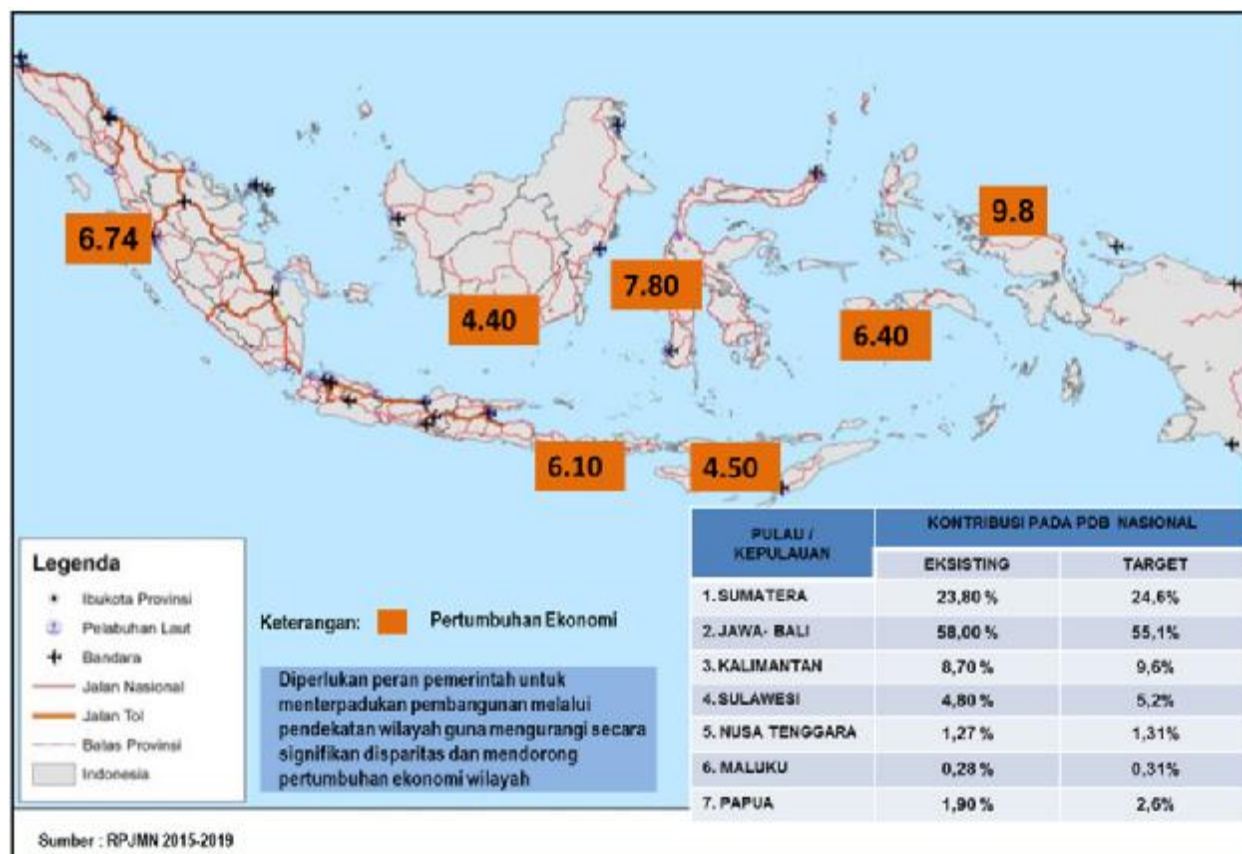 9.8
6.74
7.80
4.40
6.40
6.10
4.50
PULAU / KEPULAUAN
KONTRIBUSI PADA PDB NASIONAL
EKSISTING TARGET
1. SUMATERA 23,80 % 24,6%
2. JAWA- BALI 58,00 % 55,1%
3. KALIMANTAN 8,70 % 9,6%
4. SULAWESI 4,80 % 5,2%
5. NUSA TENGGARA 1,27 % 1,31%
6. MALUKU 0,28 % 0,31%
7. PAPUA 1,90 % 2,6%
Legenda
Ibukota Provinsi
Pelabuhan Laut
Bandara
Jalan Nasional
Jalan Tol
Batas Provinsi
Indonesia
Keterangan: Pertumbuhan Ekonomi
Diperlukan peran pemerintah untuk
menterpadukan pembangunan melalui
pendekatan wilayah guna mengurangi secara
signifikan disparitas dan mendorong
pertumbuhan ekonomi wilayah
Sumber : RPJMN 2015-2019